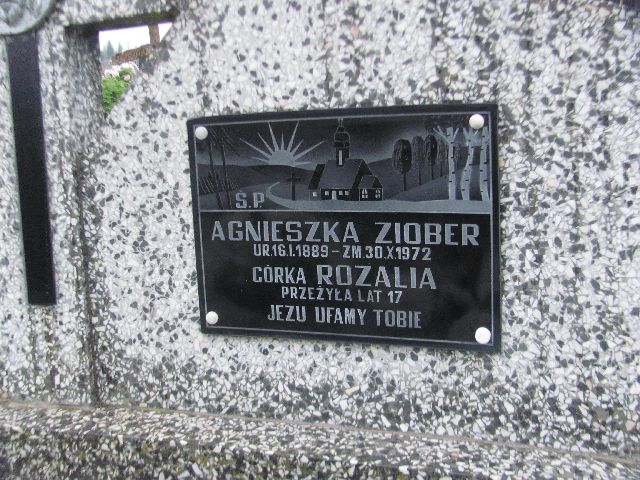 Ś.P.
AGNIESZKA ZIOBER
UR.16.I.1889-ZM.30.X.1972
CÓRKA ROZALIA
PRZEŻYŁA LAT 17
JEZU UFAMY TOBIE